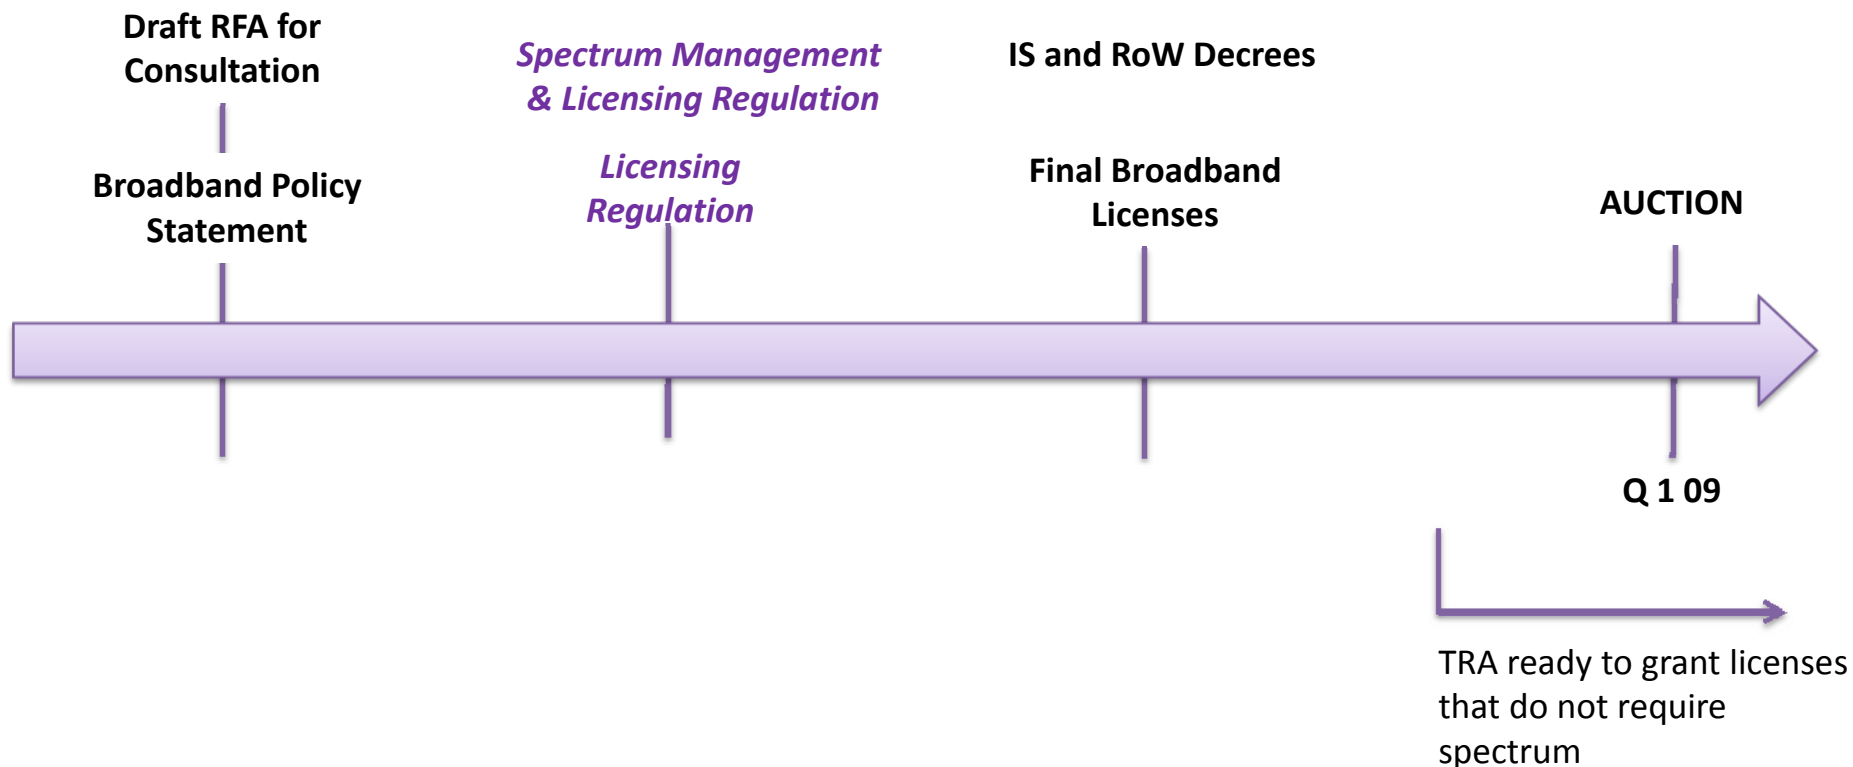 Draft RFA for
Consultation
Broadband Policy
Statement
Spectrum Management
& Licensing Regulation
Licensing
Regulation
IS and RoW Decrees
Final Broadband
Licenses
AUCTION
Q 1 09
TRA ready to grant licenses
that do not require
spectrum